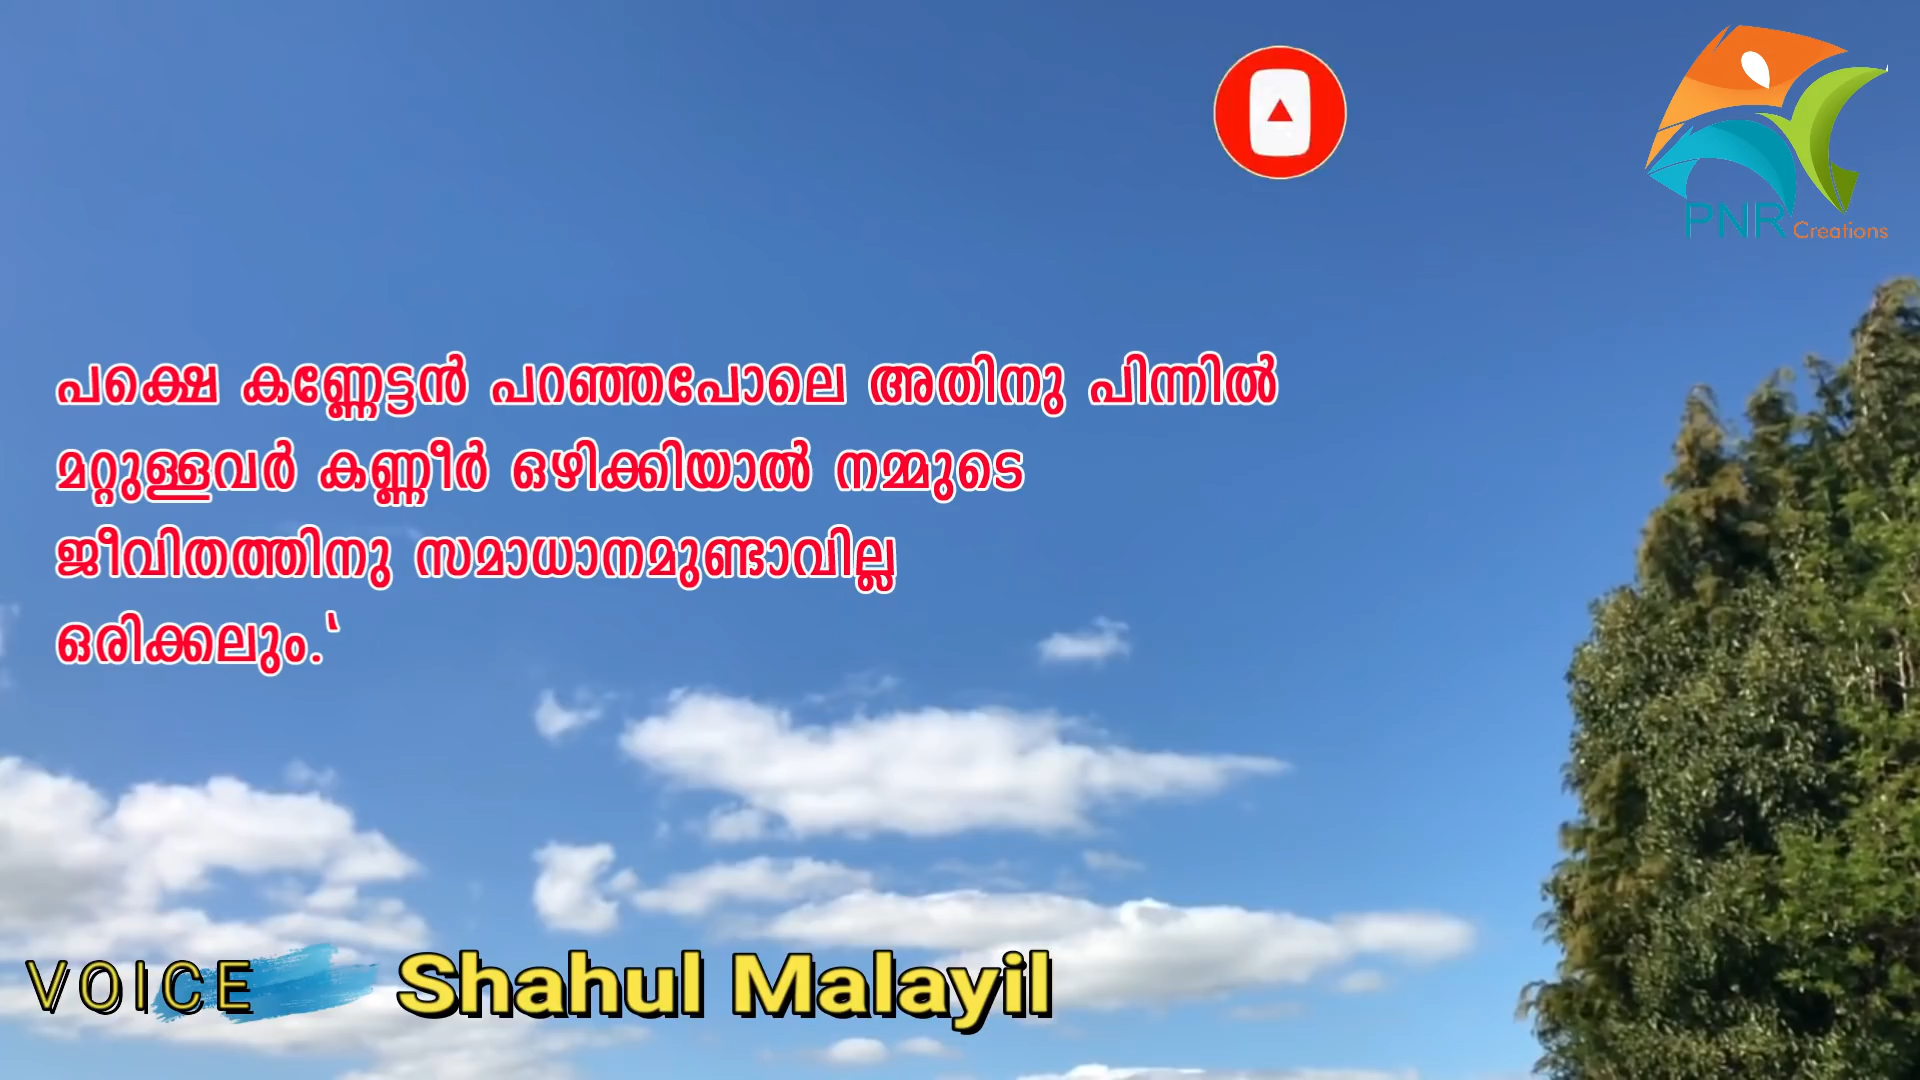 PNR Creations
പക്ഷെ കണ്ണേട്ടൻ പറഞ്ഞപോലെ അതിനു പിന്നിൽ
മറ്റുള്ളവർ കണ്ണീർ ഒഴിക്കിയാൽ നമ്മുടെ
ജീവിതത്തിനു സമാധാനമുണ്ടാവില്ല
ഒരിക്കലും.‘
VOICE Shahul Malayil